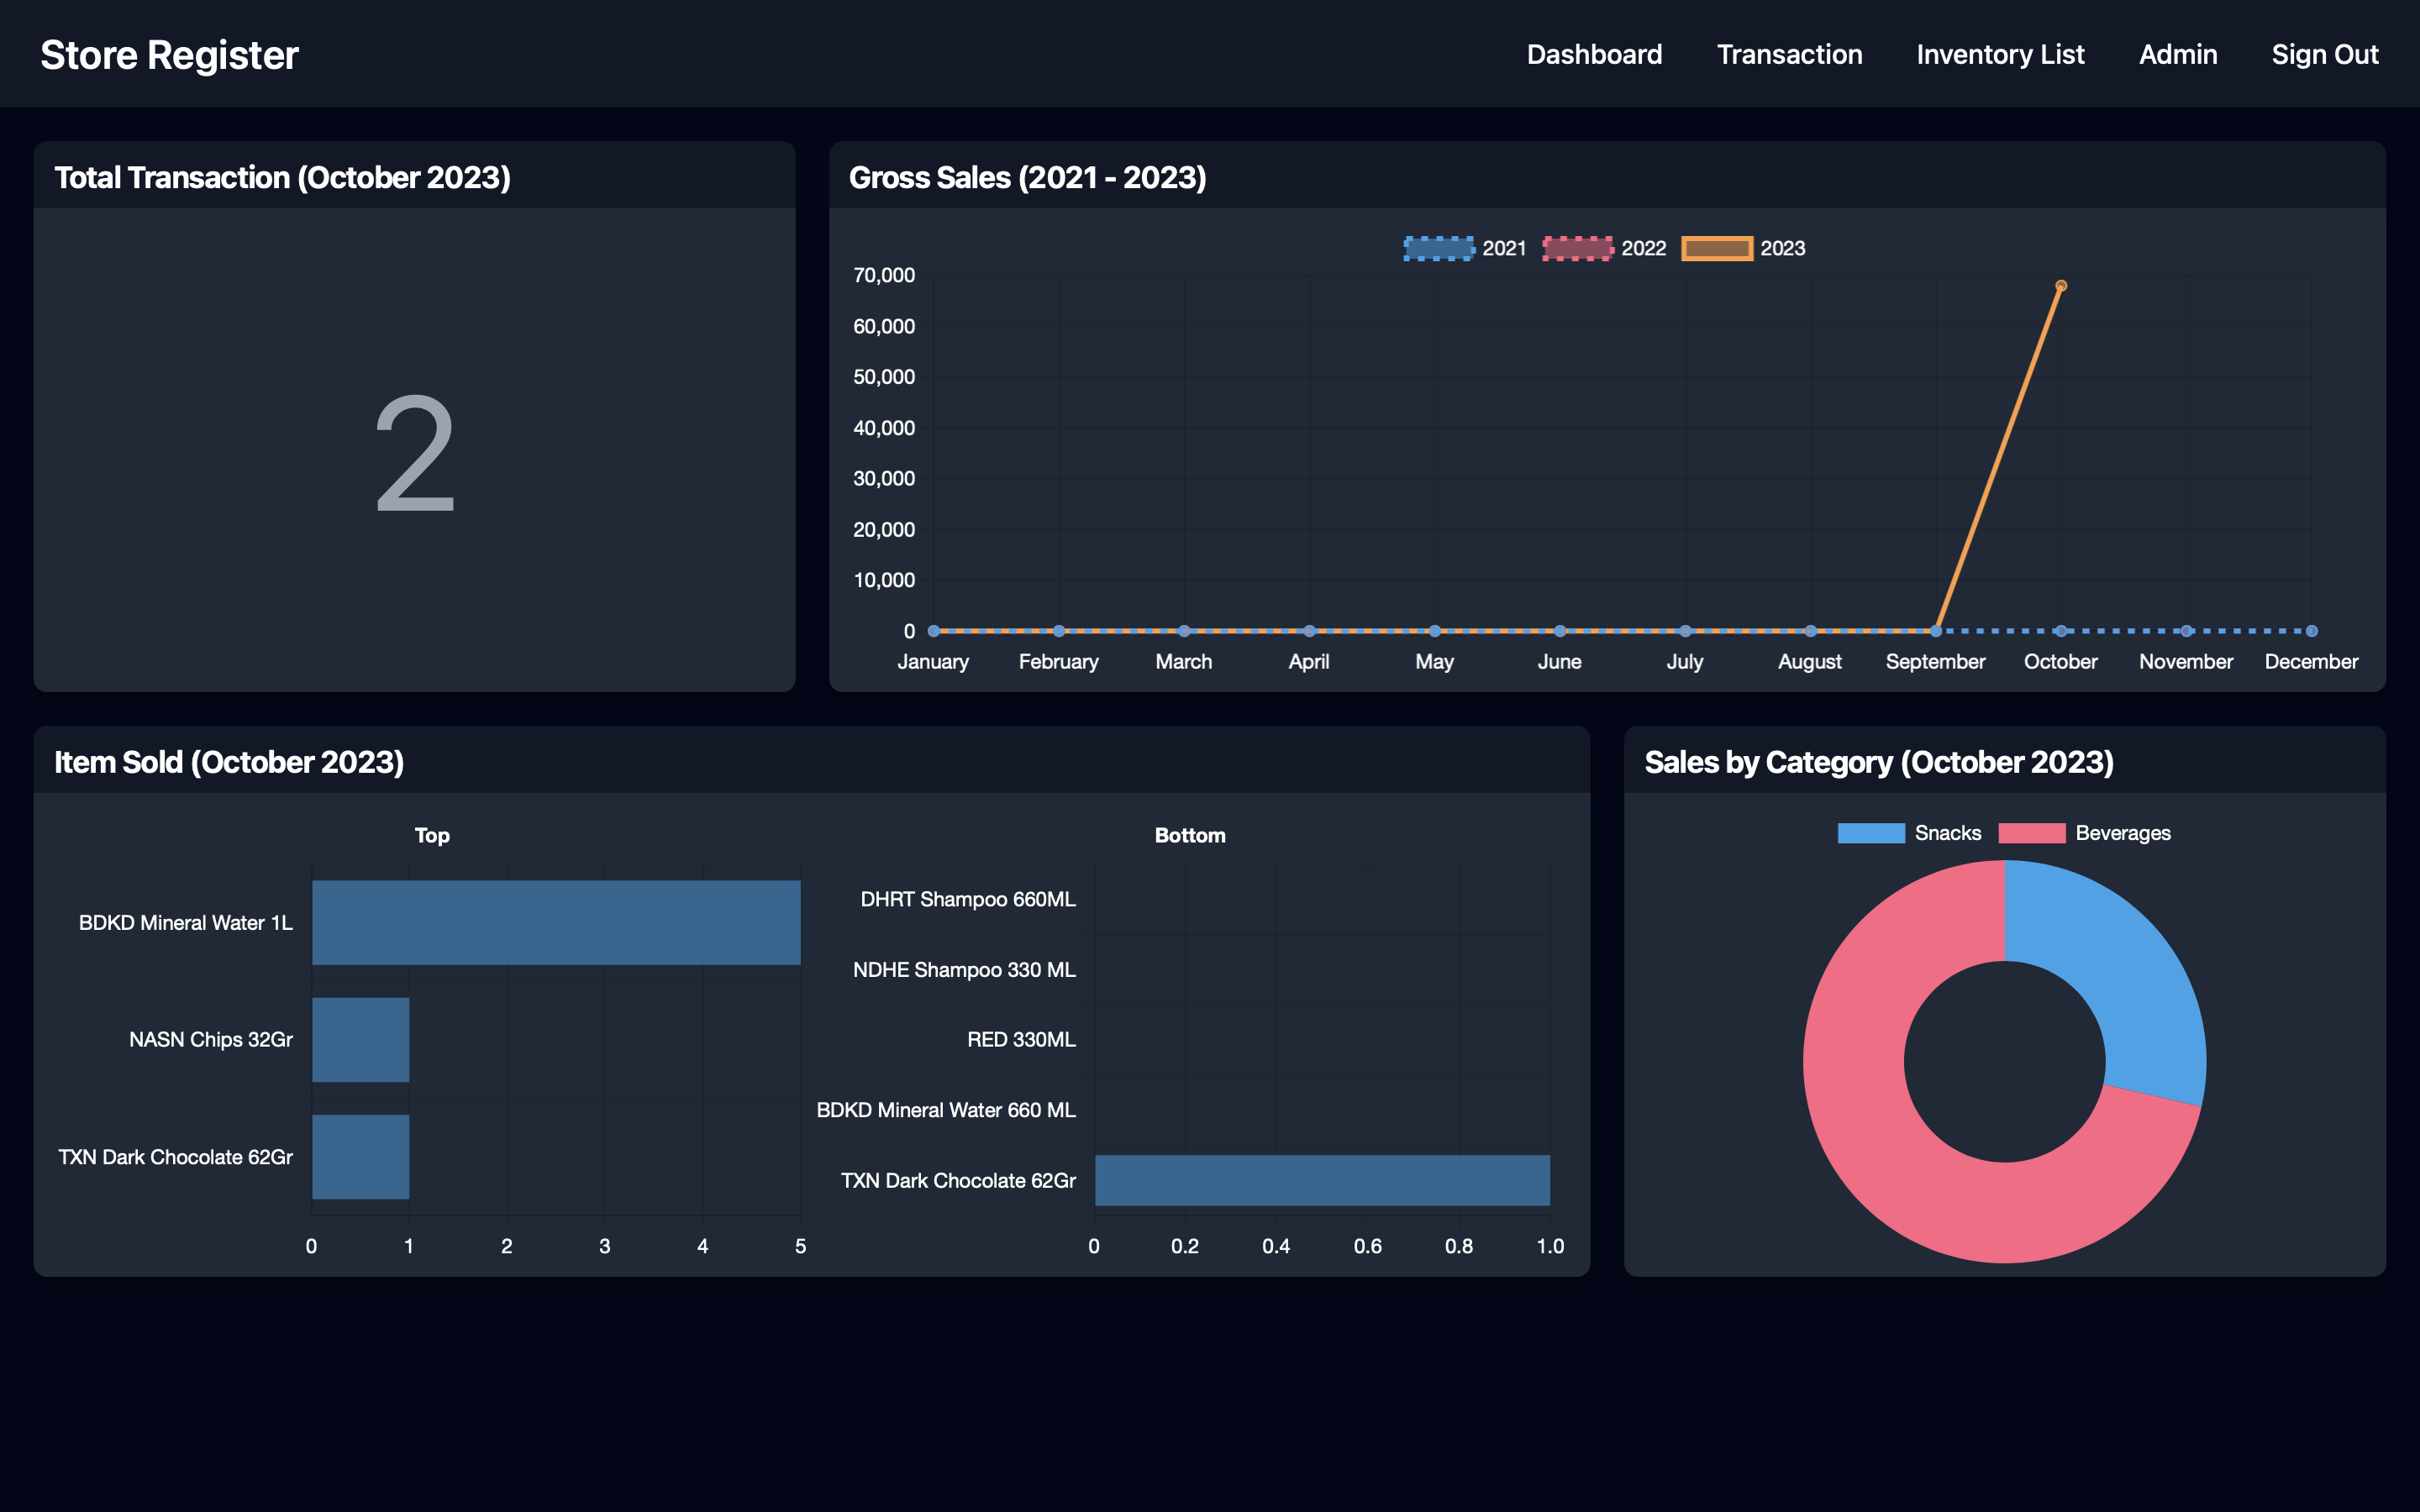 Store Register
Dashboard Transaction Inventory List Admin Sign Out
Total Transaction (October 2023)
2
Gross Sales (2021 - 2023)
2021 2022 2023
70,000
60,000
50,000
40,000
30,000
20,000
10,000
0
January February March April May June July August September October November December
Item Sold (October 2023)
Top
BDKD Mineral Water 1L
NASN Chips 32Gr
TXN Dark Chocolate 62Gr
0 1 2 3 4 5
Bottom
DHRT Shampoo 660ML
NDHE Shampoo 330 ML
RED 330ML
BDKD Mineral Water 660 ML
TXN Dark Chocolate 62Gr
0 0.2 0.4 0.6 0.8 1.0
Sales by Category (October 2023)
Snacks Beverages